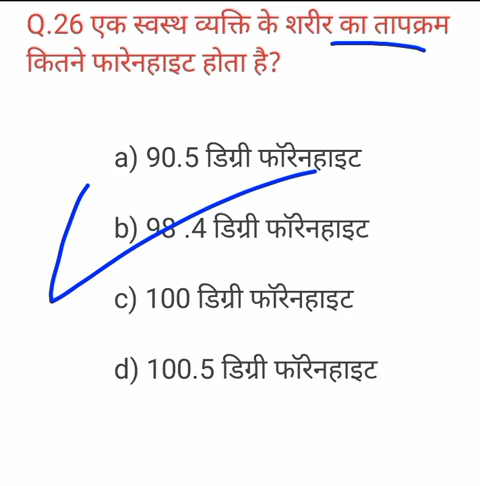 Q.26 एक स्वस्थ व्यक्ति के शरीर का तापक्रम
कितने फारेनहाइट होता है?
a) 90.5 डिग्री फॉरेनहाइट
b) 98 .4 डिग्री फॉरेनहाइट
c) 100 डिग्री फॉरेनहाइट
d) 100.5 डिग्री फॉरेनहाइट